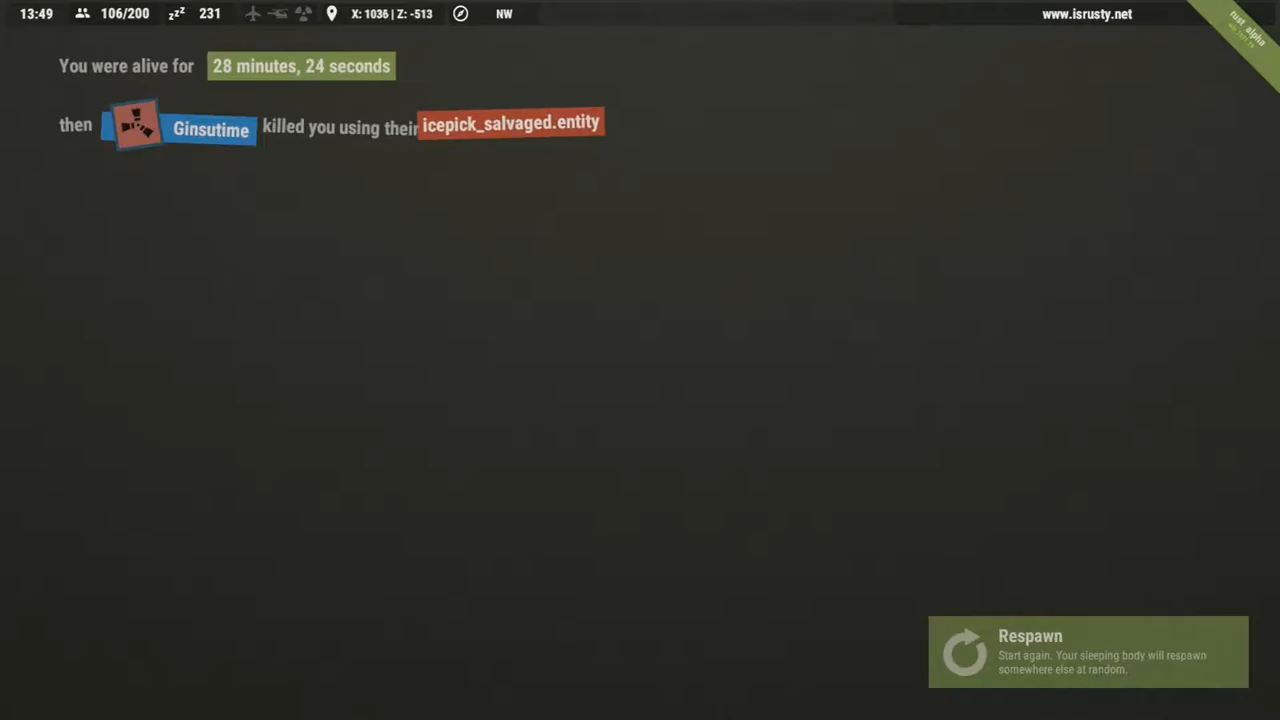 13:49 106/200 zzz 231 X: 1036 | Z: -513 NW www.isrusty.net
rust alpha
You were alive for 28 minutes, 24 seconds
then Ginsutime killed you using their icepick_salvaged.entity
Respawn
Start again. Your sleeping body will respawn
somewhere else at random.